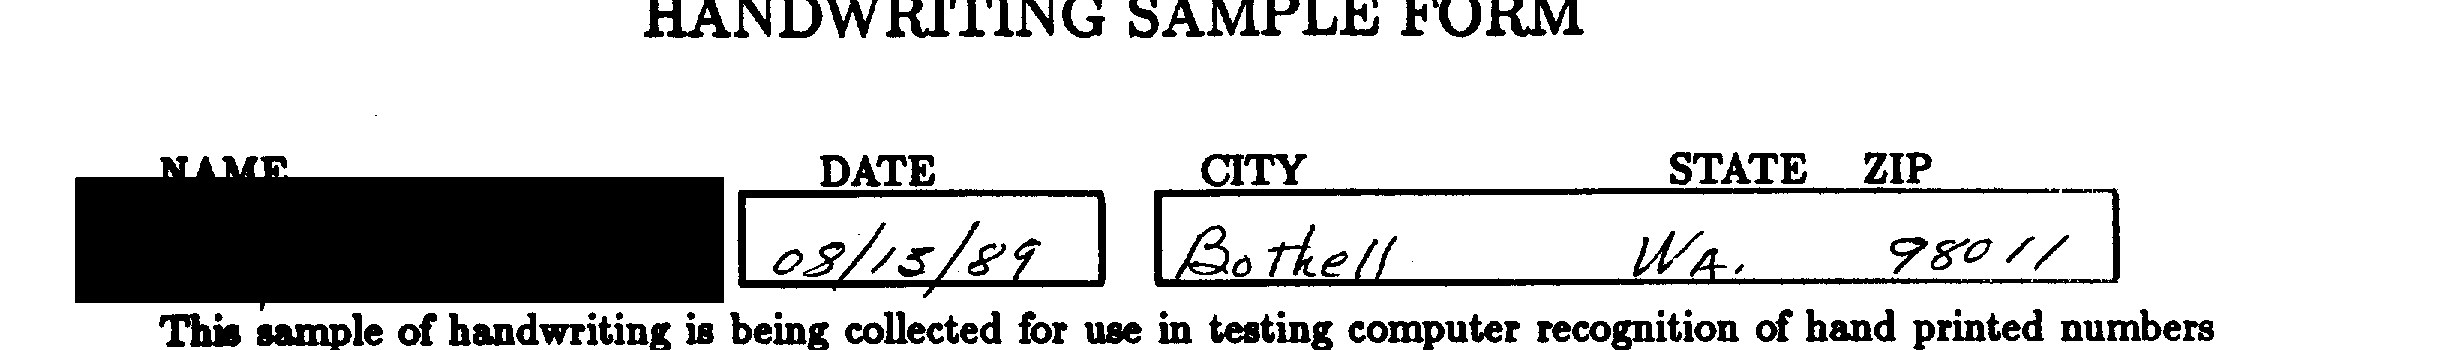 HANDWRITING SAMPLE FORM
NAME DATE CITY STATE ZIP
08/15/89 Bothell WA. 98011
This sample of handwriting is being collected for use in testing computer recognition of hand printed numbers